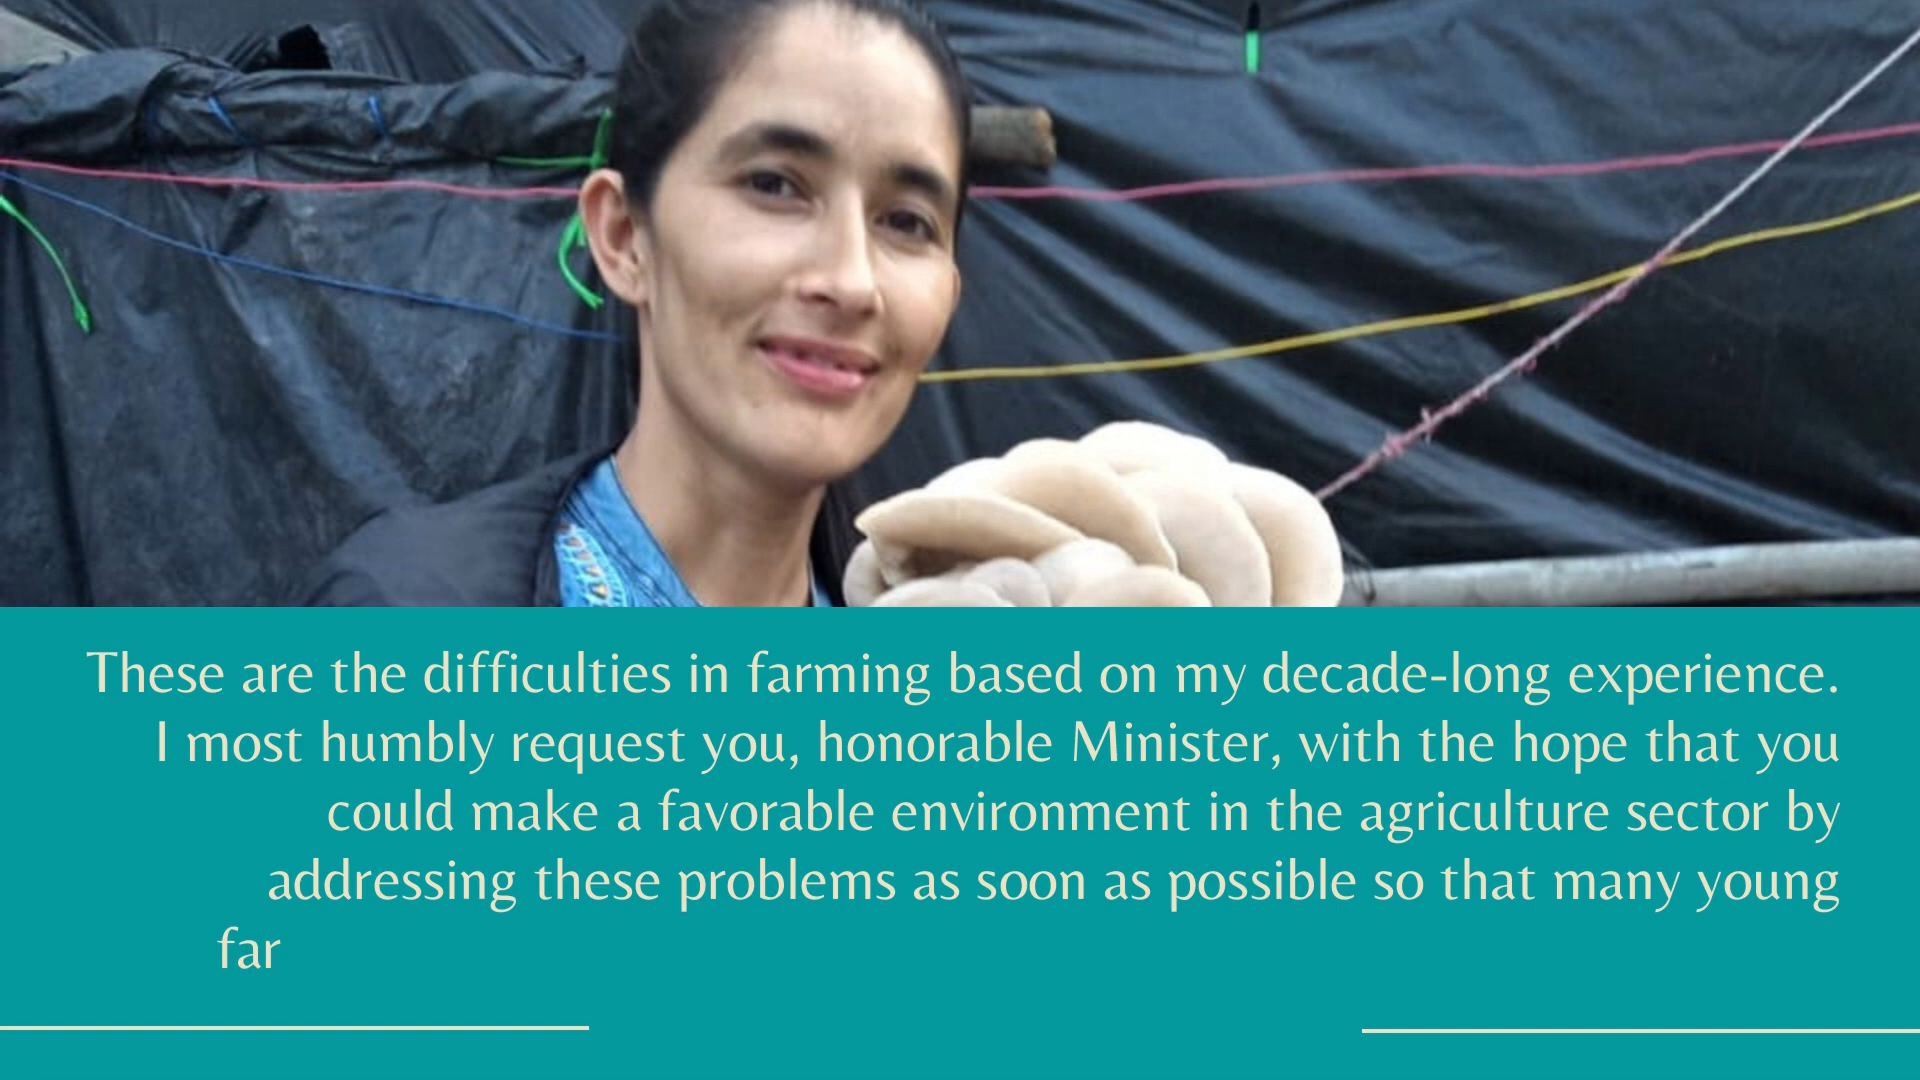 These are the difficulties in farming based on my decade-long experience.
I most humbly request you, honorable Minister, with the hope that you
could make a favorable environment in the agriculture sector by
addressing these problems as soon as possible so that many young
far